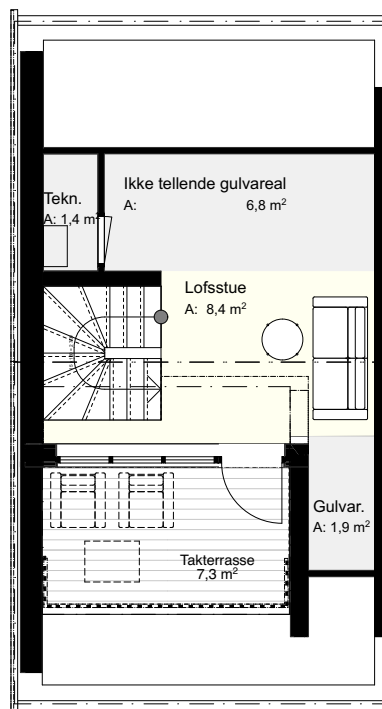 Ikke tellende gulvareal
A: 6,8 m²
Tekn.
A: 1,4 m²
Lofsstue
A: 8,4 m²
Gulvar.
A: 1,9 m²
Takterrasse
7,3 m²